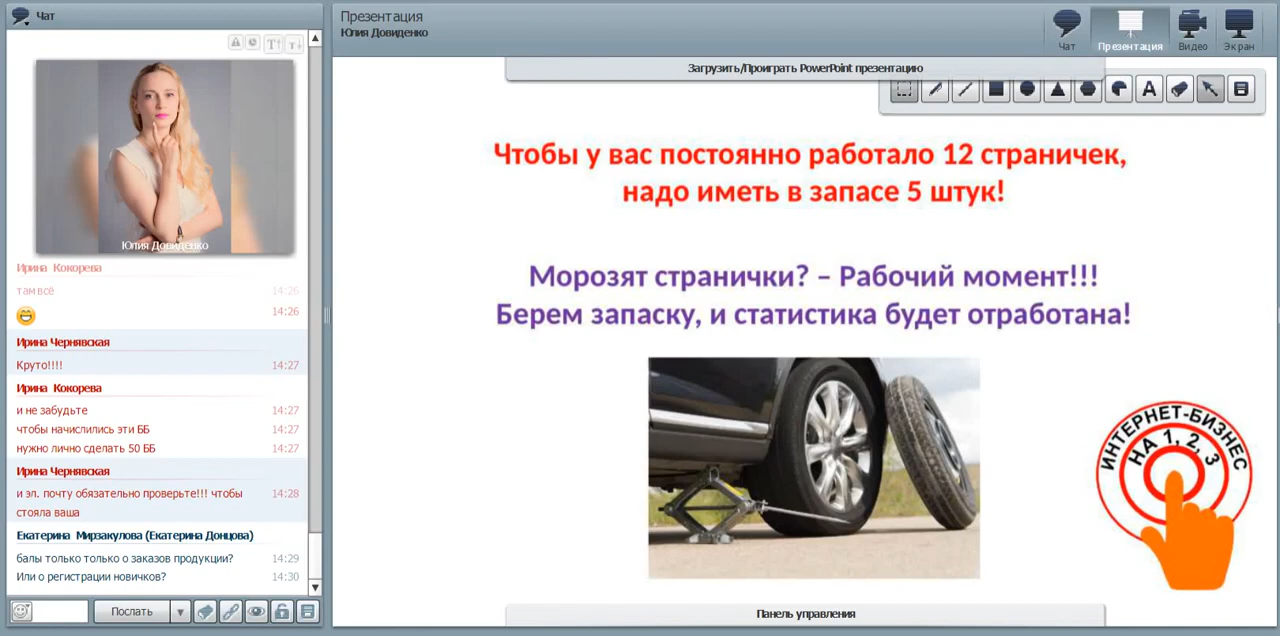 Чат
Юлия Довиденко
Ирина Кокорева
там всё 14:26
14:26
Ирина Чернявская
Круто!!!! 14:27
Ирина Кокорева
и не забудьте 14:27
чтобы начислились эти ББ 14:27
нужно лично сделать 50 ББ 14:27
Ирина Чернявская
и эл. почту обязательно проверьте!!! чтобы 14:28
стояла ваша
Екатерина Мирзакулова (Екатерина Донцова)
балы только только о заказов продукции? 14:29
Или о регистрации новичков? 14:30
Послать
Презентация
Юлия Довиденко
Чат
Презентация
Видео
Экран
Загрузить/Проиграть PowerPoint презентацию
Чтобы у вас постоянно работало 12 страничек,
надо иметь в запасе 5 штук!
Морозят странички? – Рабочий момент!!!
Берем запаску, и статистика будет отработана!
ИНТЕРНЕТ-БИЗНЕС
НА 1, 2, 3
Панель управления